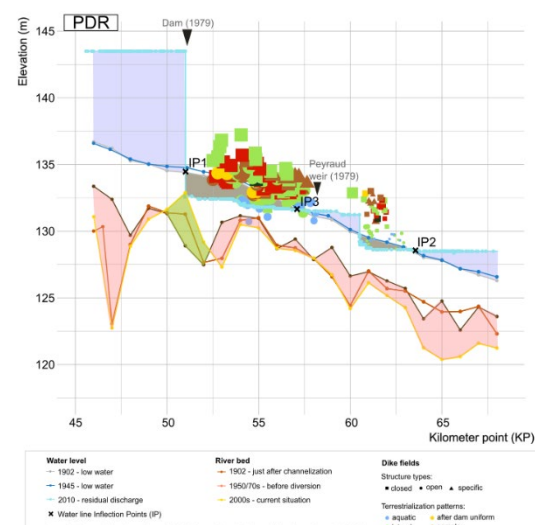 PDR
Dam (1979)
Elevation (m)
145
140
135
130
125
120
IP1
Peyraud
weir (1979)
IP3
IP2
45
50
55
60
65
Kilometer point (KP)
Water level
1902 - low water
1945 - low water
2010 - residual discharge
Water line Inflection Points (IP)
River bed
1902 - just after channelization
1950/70s - before diversion
2000s - current situation
Dike fields
Structure types:
closed open specific
Terrestrialization patterns:
aquatic after dam uniform